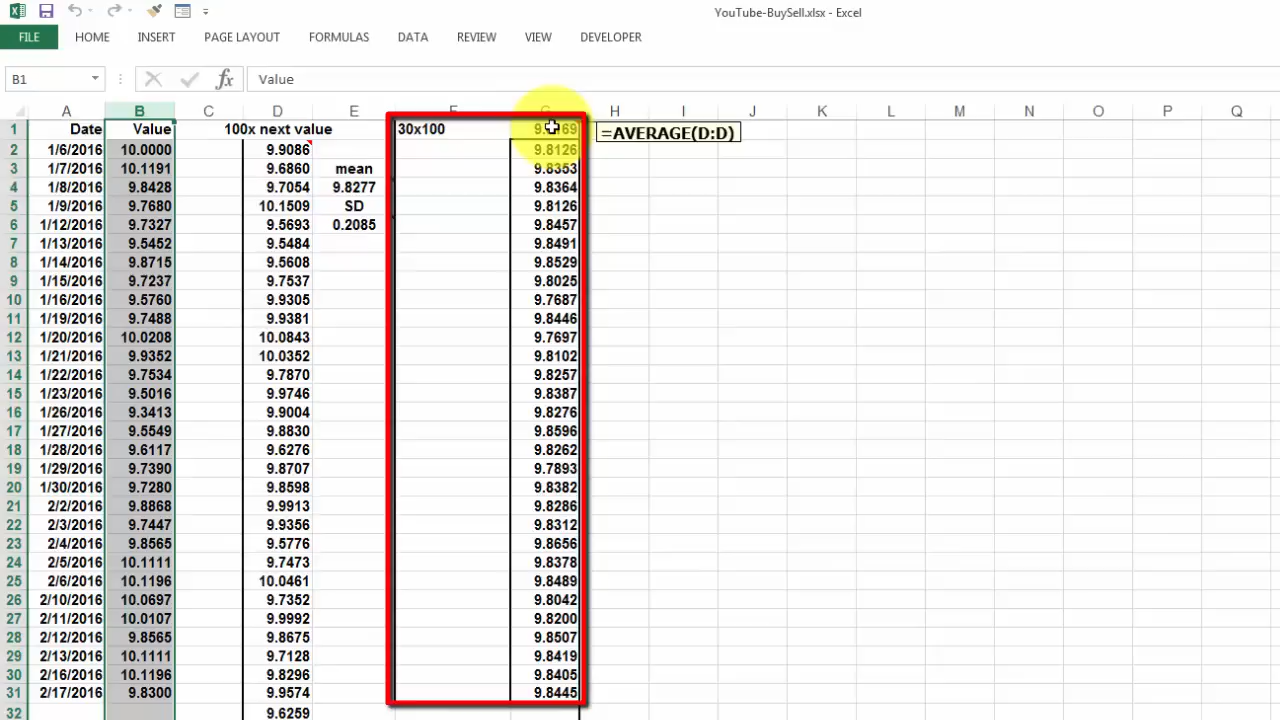 YouTube-BuySell.xlsx - Excel
FILE HOME INSERT PAGE LAYOUT FORMULAS DATA REVIEW VIEW DEVELOPER
B1 fx Value
A B C D E F G H I J K L M N O P Q
1 Date Value 100x next value 30x100 =AVERAGE(D:D)
2 1/6/2016 10.0000 9.9086 9.8126
3 1/7/2016 10.1191 9.6860 mean 9.8353
4 1/8/2016 9.8428 9.7054 9.8277 9.8364
5 1/9/2016 9.7680 10.1509 SD 9.8126
6 1/12/2016 9.7327 9.5693 0.2085 9.8457
7 1/13/2016 9.5452 9.5484 9.8491
8 1/14/2016 9.8715 9.5608 9.8529
9 1/15/2016 9.7237 9.7537 9.8025
10 1/16/2016 9.5760 9.9305 9.7687
11 1/19/2016 9.7488 9.9381 9.8446
12 1/20/2016 10.0208 10.0843 9.7697
13 1/21/2016 9.9352 10.0352 9.8102
14 1/22/2016 9.7534 9.7870 9.8257
15 1/23/2016 9.5016 9.9746 9.8387
16 1/26/2016 9.3413 9.9004 9.8276
17 1/27/2016 9.5549 9.8830 9.8596
18 1/28/2016 9.6117 9.6276 9.8262
19 1/29/2016 9.7390 9.8707 9.7893
20 1/30/2016 9.7280 9.8598 9.8382
21 2/2/2016 9.8868 9.9913 9.8286
22 2/3/2016 9.7447 9.9356 9.8312
23 2/4/2016 9.8565 9.5776 9.8656
24 2/5/2016 10.1111 9.7473 9.8378
25 2/6/2016 10.1196 10.0461 9.8489
26 2/10/2016 10.0697 9.7352 9.8042
27 2/11/2016 10.0107 9.9992 9.8200
28 2/12/2016 9.8565 9.8675 9.8507
29 2/13/2016 10.1111 9.7128 9.8419
30 2/16/2016 10.1196 9.8296 9.8405
31 2/17/2016 9.8300 9.9574 9.8445
32 9.6259